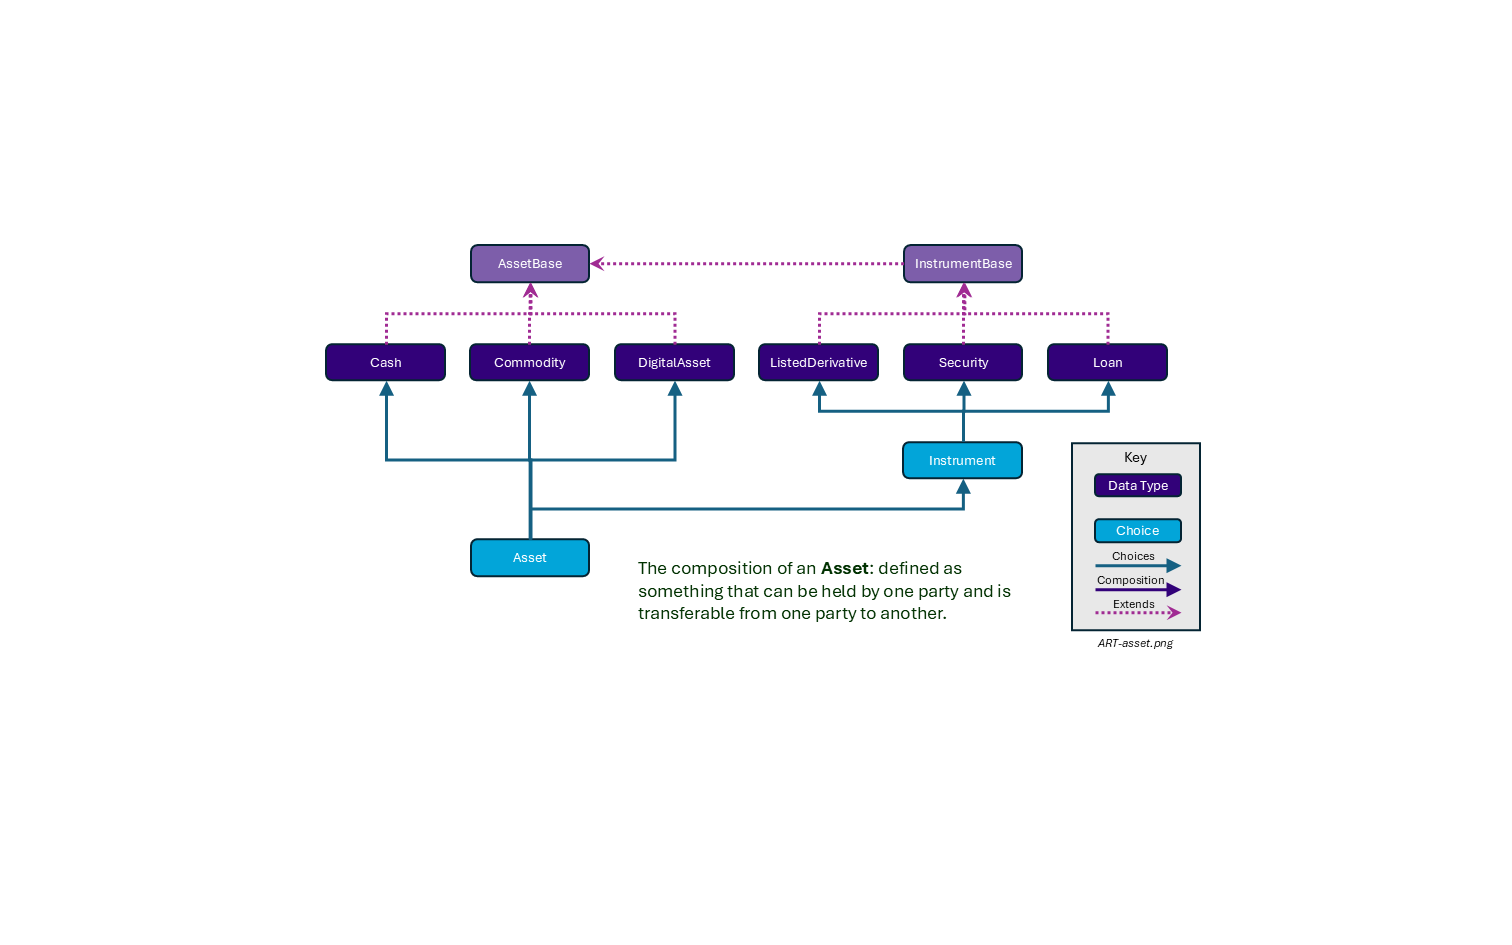 AssetBase
InstrumentBase
Cash
Commodity
DigitalAsset
ListedDerivative
Security
Loan
Instrument
Asset
The composition of an Asset: defined as
something that can be held by one party and is
transferable from one party to another.
Key
Data Type
Choice
Choices
Composition
Extends
ART-asset.png